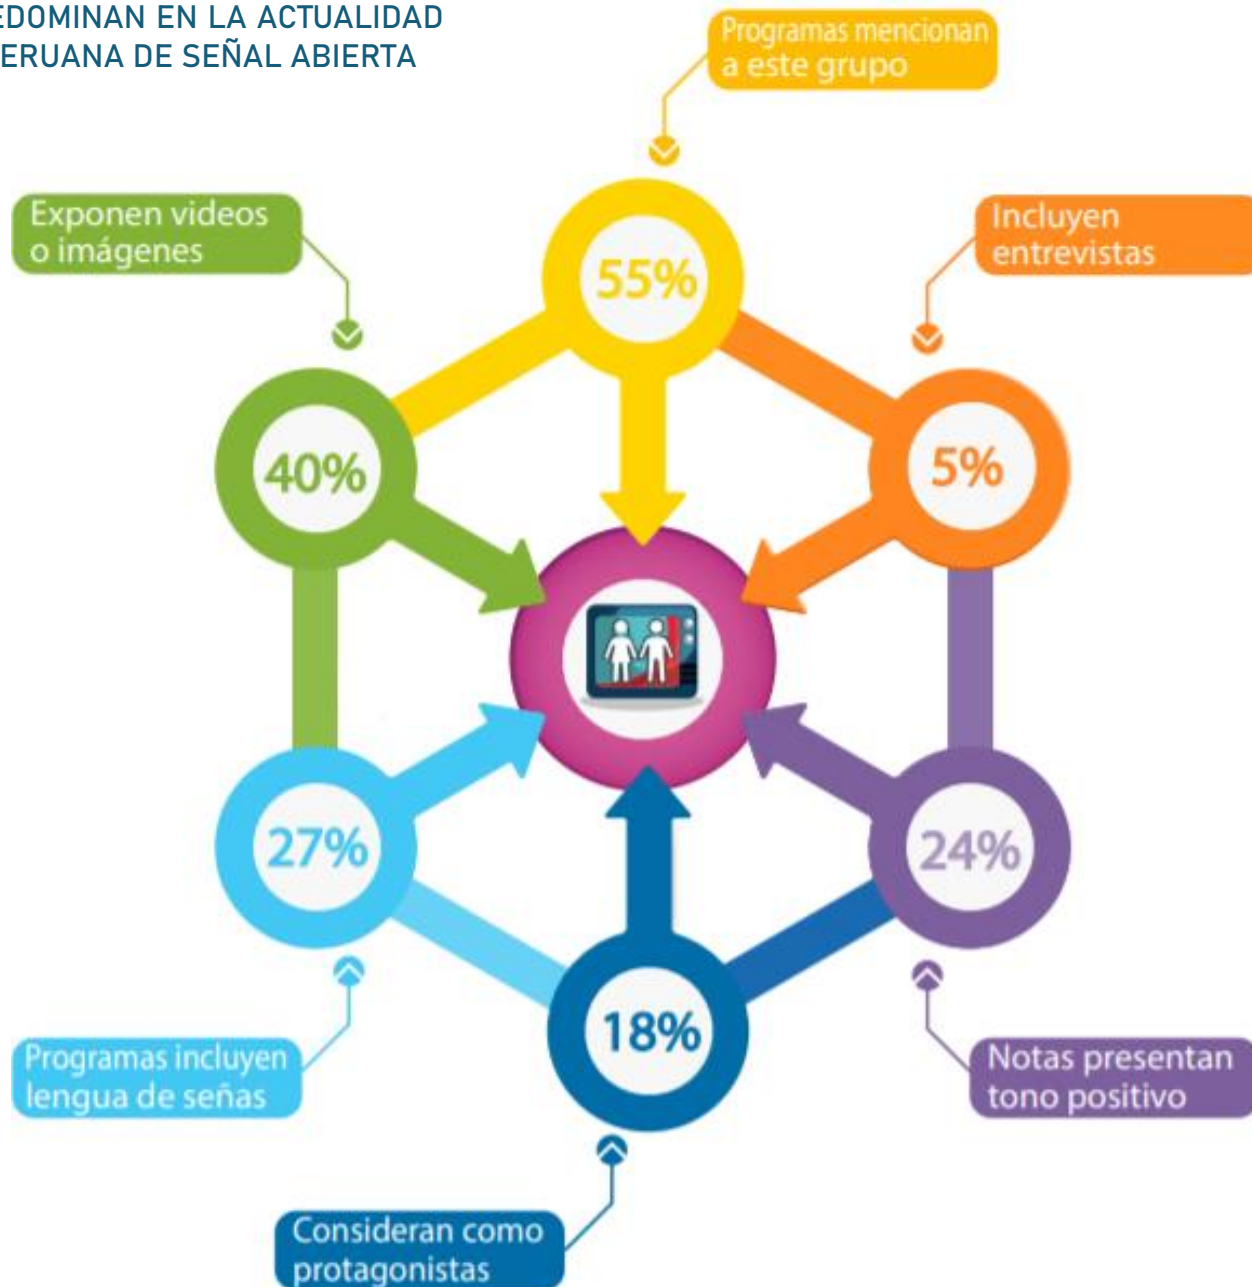 EDOMINAN EN LA ACTUALIDAD
ERUANA DE SEÑAL ABIERTA
Programas mencionan
a este grupo
Exponen videos
o imágenes
Incluyen
entrevistas
55%
40%
5%
27%
24%
18%
Programas incluyen
lengua de señas
Notas presentan
tono positivo
Consideran como
protagonistas